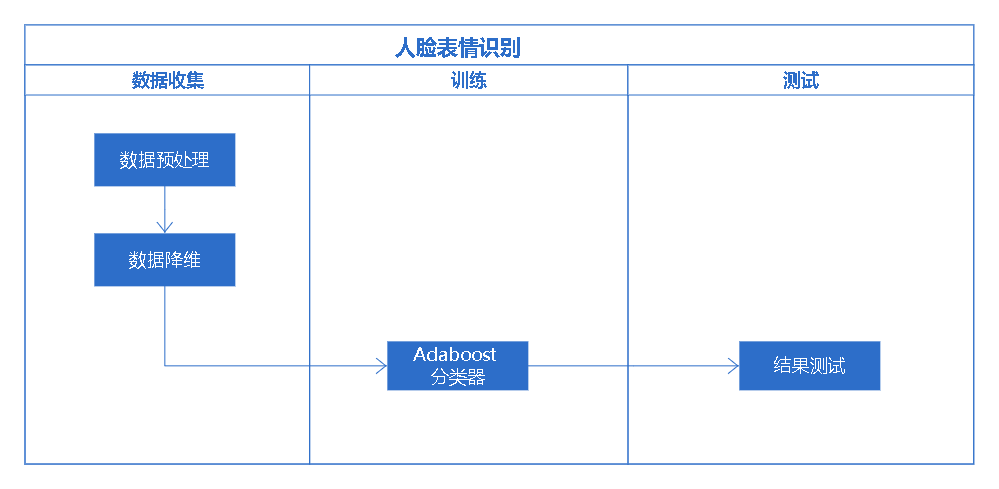 人脸表情识别
数据收集
训练
测试
数据预处理
数据降维
Adaboost
分类器
结果测试